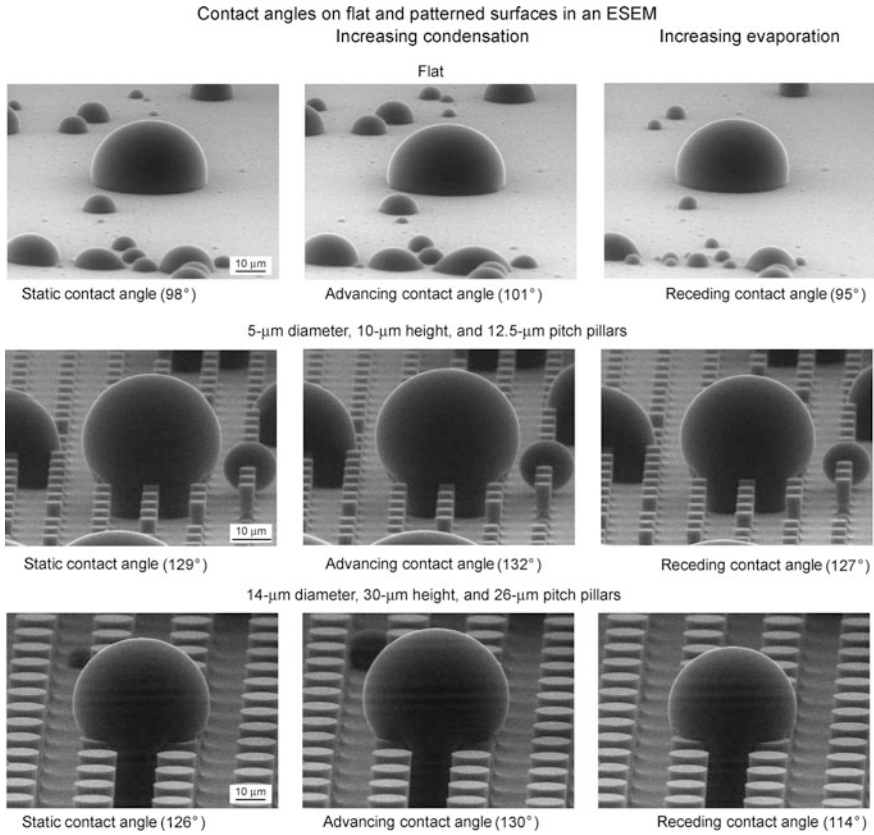 Contact angles on flat and patterned surfaces in an ESEM
Increasing condensation
Increasing evaporation
Flat
10 μm
Static contact angle (98°)
Advancing contact angle (101°)
Receding contact angle (95°)
5-μm diameter, 10-μm height, and 12.5-μm pitch pillars
10 μm
Static contact angle (129°)
Advancing contact angle (132°)
Receding contact angle (127°)
14-μm diameter, 30-μm height, and 26-μm pitch pillars
10 μm
Static contact angle (126°)
Advancing contact angle (130°)
Receding contact angle (114°)